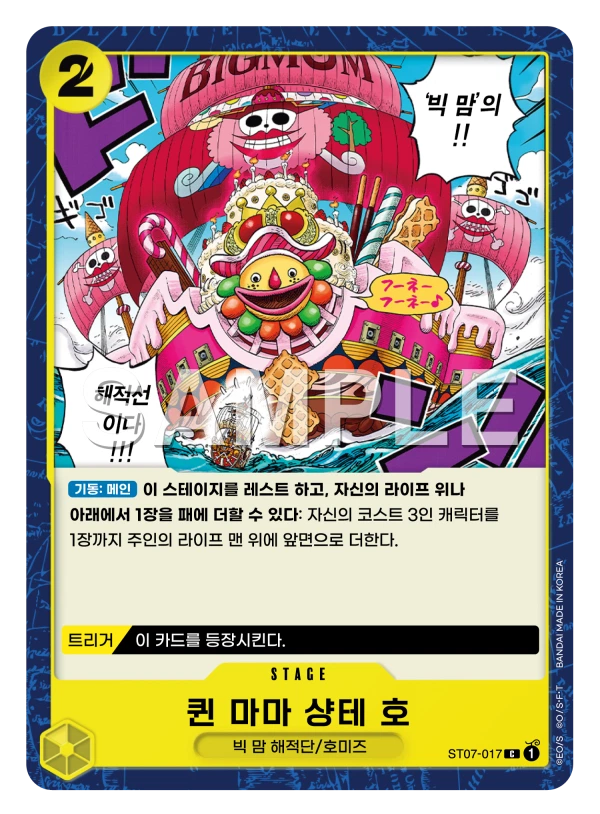 2
BIGMOM
'빅 맘'의
!!
ギゴゴ
フーネー
フーネー♪
해적선
이다
!!!
SAMPLE
기동: 메인 이 스테이지를 레스트 하고, 자신의 라이프 위나
아래에서 1장을 패에 더할 수 있다: 자신의 코스트 3인 캐릭터를
1장까지 주인의 라이프 맨 위에 앞면으로 더한다.
트리거 이 카드를 등장시킨다.
STAGE
퀸 마마 샹테 호
빅 맘 해적단/호미즈
ST07-017 C 1
©E.O/S. ©O/S·F·T BANDAI MADE IN KOREA